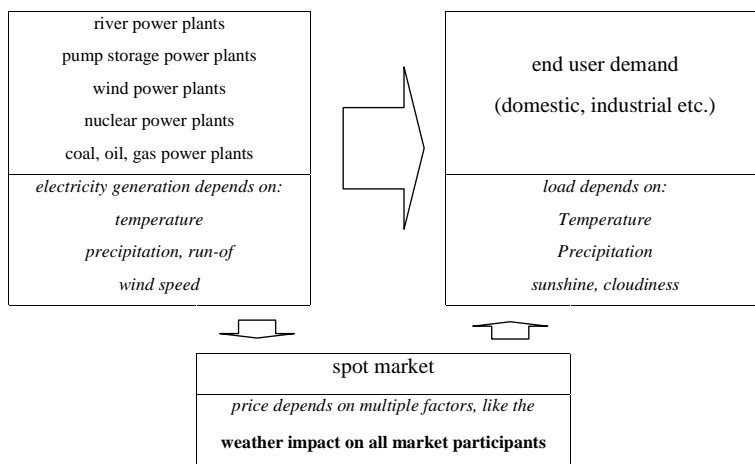 river power plants
pump storage power plants
wind power plants
nuclear power plants
coal, oil, gas power plants
electricity generation depends on:
temperature
precipitation, run-of
wind speed
end user demand
(domestic, industrial etc.)
load depends on:
Temperature
Precipitation
sunshine, cloudiness
spot market
price depends on multiple factors, like the
weather impact on all market participants